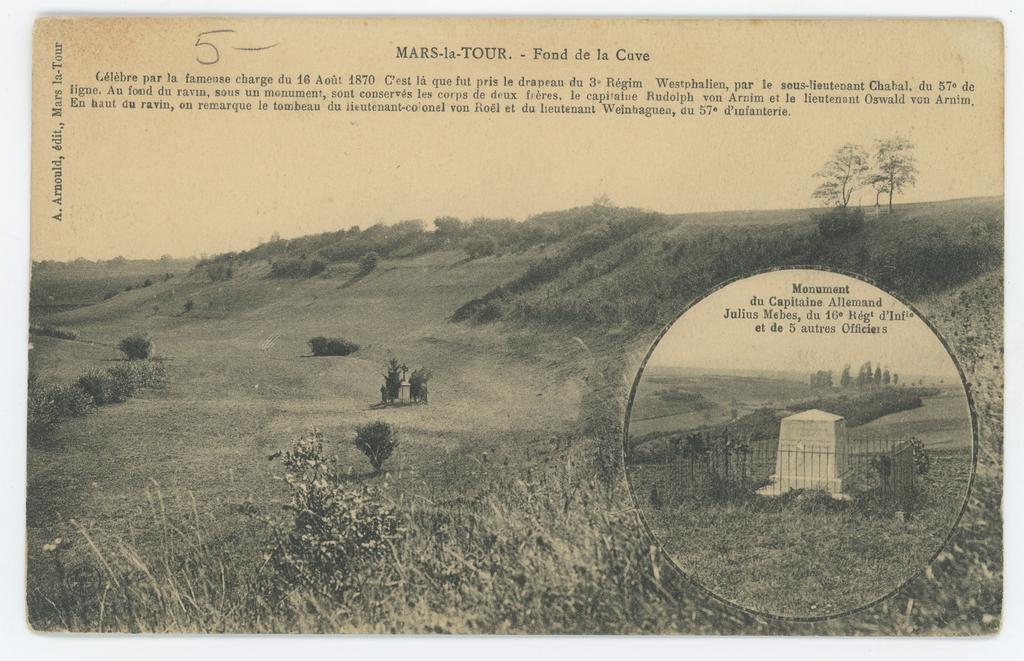 5 —
MARS-la-TOUR. - Fond de la Cuve
Célèbre par la fameuse charge du 16 Août 1870 C'est là que fut pris le drapeau du 3e Régim Westphalien, par le sous-lieutenant Chabal, du 57e de
ligne. Au fond du ravin, sous un monument, sont conservés les corps de deux frères, le capitaine Rudolph von Arnim et le lieutenant Oswald von Arnim.
En haut du ravin, on remarque le tombeau du lieutenant-colonel von Roël et du lieutenant Weinhaguen, du 57e d'infanterie.
A. Arnould, édit., Mars la-Tour
Monument
du Capitaine Allemand
Julius Mebes, du 16e Régt d'Infie
et de 5 autres Officiers